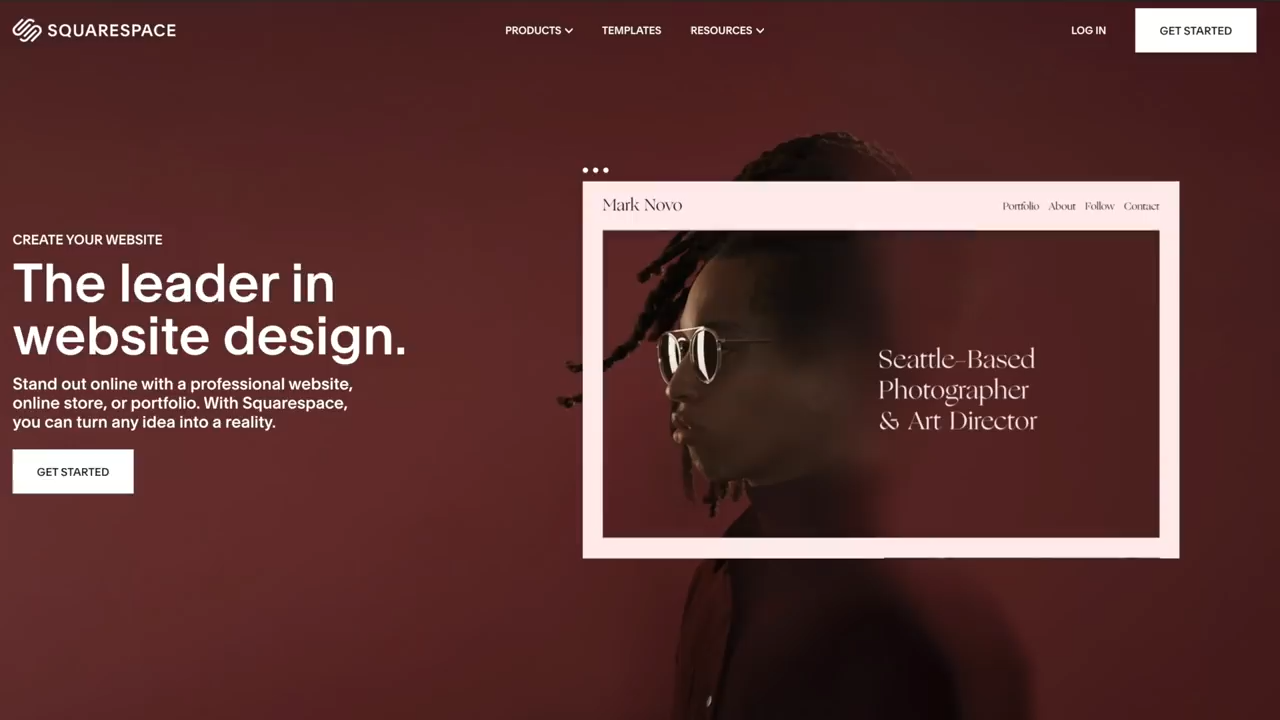 SQUARESPACE
PRODUCTS
TEMPLATES
RESOURCES
LOG IN
GET STARTED
CREATE YOUR WEBSITE
The leader in
website design.
Stand out online with a professional website,
online store, or portfolio. With Squarespace,
you can turn any idea into a reality.
GET STARTED
Mark Novo
Portfolio About Follow Contact
Seattle-Based
Photographer
& Art Director